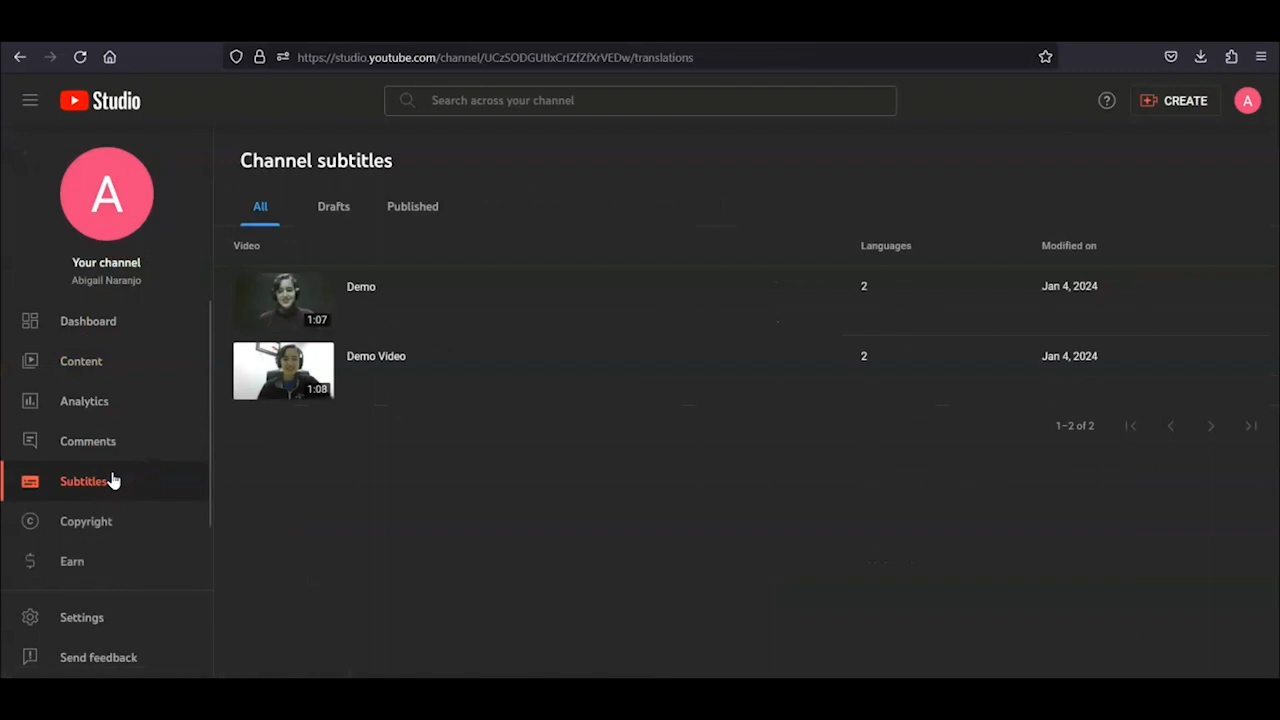 https://studio.youtube.com/channel/UCzSODGUtIxCrIZfZfXrVEDw/translations
Studio
Search across your channel
CREATE
A
A
Your channel
Abigail Naranjo
Dashboard
Content
Analytics
Comments
Subtitles
Copyright
Earn
Settings
Send feedback
Channel subtitles
All Drafts Published
Video Languages Modified on
1:07 Demo 2 Jan 4, 2024
1:08 Demo Video 2 Jan 4, 2024
1–2 of 2